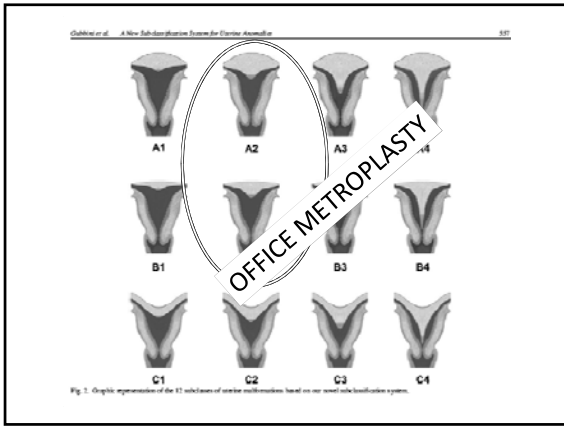 Gubbini et al. A New Subclassification System for Uterine Anomalies 357
A1 A2 A3 A4
OFFICE METROPLASTY
B1 B3 B4
C1 C2 C3 C4
Fig. 2. Graphic representation of the 12 subclasses of uterine malformations based on our novel subclassification system.